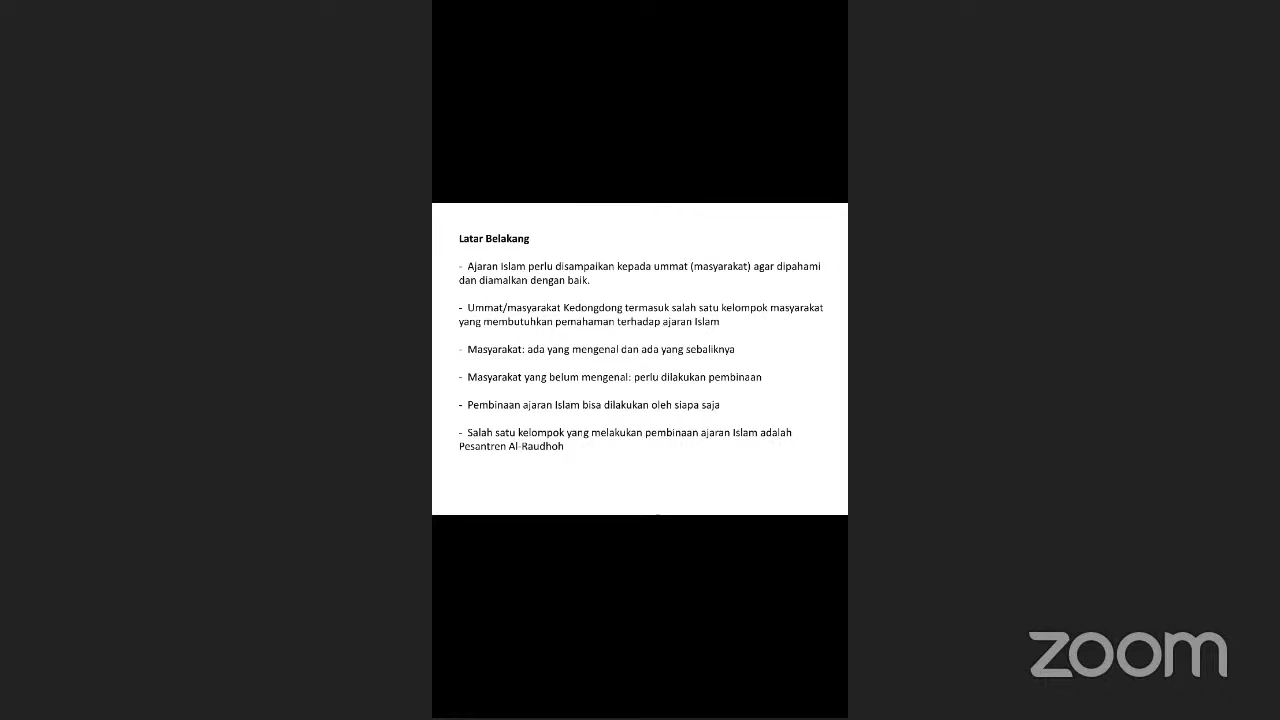 Latar Belakang
- Ajaran Islam perlu disampaikan kepada ummat (masyarakat) agar dipahami
dan diamalkan dengan baik.
- Ummat/masyarakat Kedongdong termasuk salah satu kelompok masyarakat
yang membutuhkan pemahaman terhadap ajaran Islam
- Masyarakat: ada yang mengenal dan ada yang sebaliknya
- Masyarakat yang belum mengenal: perlu dilakukan pembinaan
- Pembinaan ajaran Islam bisa dilakukan oleh siapa saja
- Salah satu kelompok yang melakukan pembinaan ajaran Islam adalah
Pesantren Al-Raudhoh
zoom